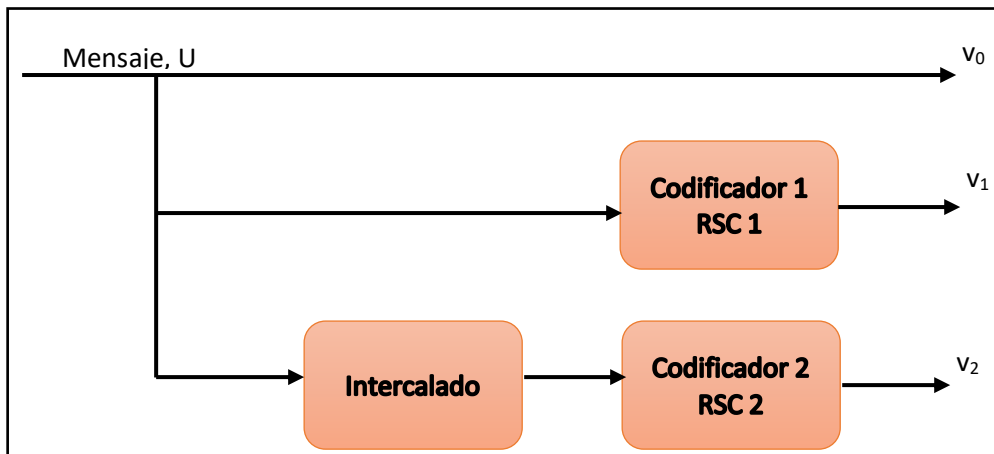 Mensaje, U
v₀
Codificador 1
RSC 1
v₁
Intercalado
Codificador 2
RSC 2
v₂